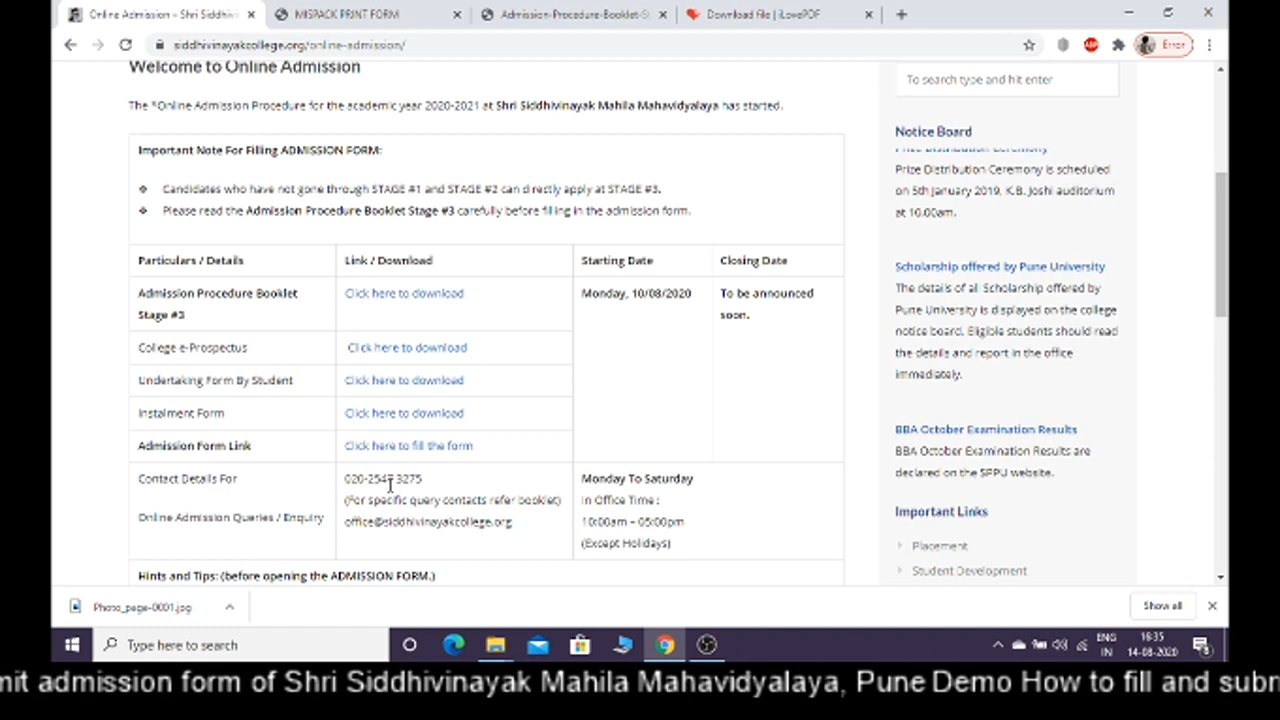 Online Admission – Shri Siddhivi
MISPACK PRINT FORM
Admission-Procedure-Booklet-S
Download file | iLovePDF
siddhivinayakcollege.org/online-admission/
ABP
Error
Welcome to Online Admission
The *Online Admission Procedure for the academic year 2020-2021 at Shri Siddhivinayak Mahila Mahavidyalaya has started.
Important Note For Filling ADMISSION FORM:
❖ Candidates who have not gone through STAGE #1 and STAGE #2 can directly apply at STAGE #3.
❖ Please read the Admission Procedure Booklet Stage #3 carefully before filling in the admission form.
Particulars / Details Link / Download Starting Date Closing Date
Admission Procedure Booklet Stage #3 Click here to download Monday, 10/08/2020 To be announced soon.
College e-Prospectus Click here to download
Undertaking Form By Student Click here to download
Instalment Form Click here to download
Admission Form Link Click here to fill the form
Contact Details For
Online Admission Queries / Enquiry
020-2547 3275
(For specific query contacts refer booklet)
office@siddhivinayakcollege.org
Monday To Saturday
In Office Time :
10:00am – 05:00pm
(Except Holidays)
Hints and Tips: (before opening the ADMISSION FORM.)
To search type and hit enter
Notice Board
Prize Distribution Ceremony
Prize Distribution Ceremony is scheduled
on 5th January 2019, K.B. Joshi auditorium
at 10.00am.
Scholarship offered by Pune University
The details of all Scholarship offered by
Pune University is displayed on the college
notice board. Eligible students should read
the details and report in the office
immediately.
BBA October Examination Results
BBA October Examination Results are
declared on the SPPU website.
Important Links
Placement
Student Development
Photo_page-0001.jpg
Show all
Type here to search
ENG
IN
18:35
14-08-2020
mit admission form of Shri Siddhivinayak Mahila Mahavidyalaya, Pune Demo How to fill and subm